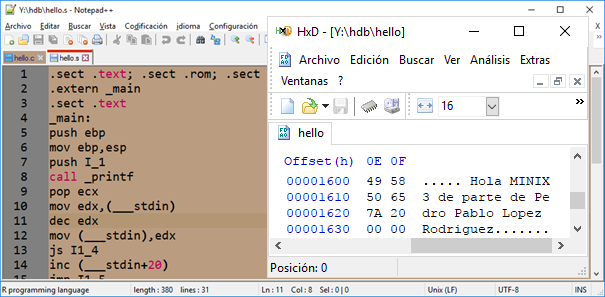 Y:\hdb\hello.s - Notepad++
Archivo Editar Buscar Vista Codificación idioma Configuración
hello.c hello.s
1 .sect .text; .sect .rom; .sect
2 .extern _main
3 .sect .text
4 _main:
5 push ebp
6 mov ebp,esp
7 push I_1
8 call _printf
9 pop ecx
10 mov edx,(___stdin)
11 dec edx
12 mov (___stdin),edx
13 js I1_4
14 inc (___stdin+20)
R programming language length : 380 lines : 31 Ln : 11 Col : 8 Sel : 0 | 0 Unix (LF) UTF-8 INS
HxD - [Y:\hdb\hello]
Archivo Edición Buscar Ver Análisis Extras
Ventanas ?
16
hello
Offset(h) 0E 0F
00001600 49 58 ..... Hola MINIX
00001610 50 65 3 de parte de Pe
00001620 7A 20 dro Pablo Lopez
00001630 00 00 Rodriguez.......
Posición: 0